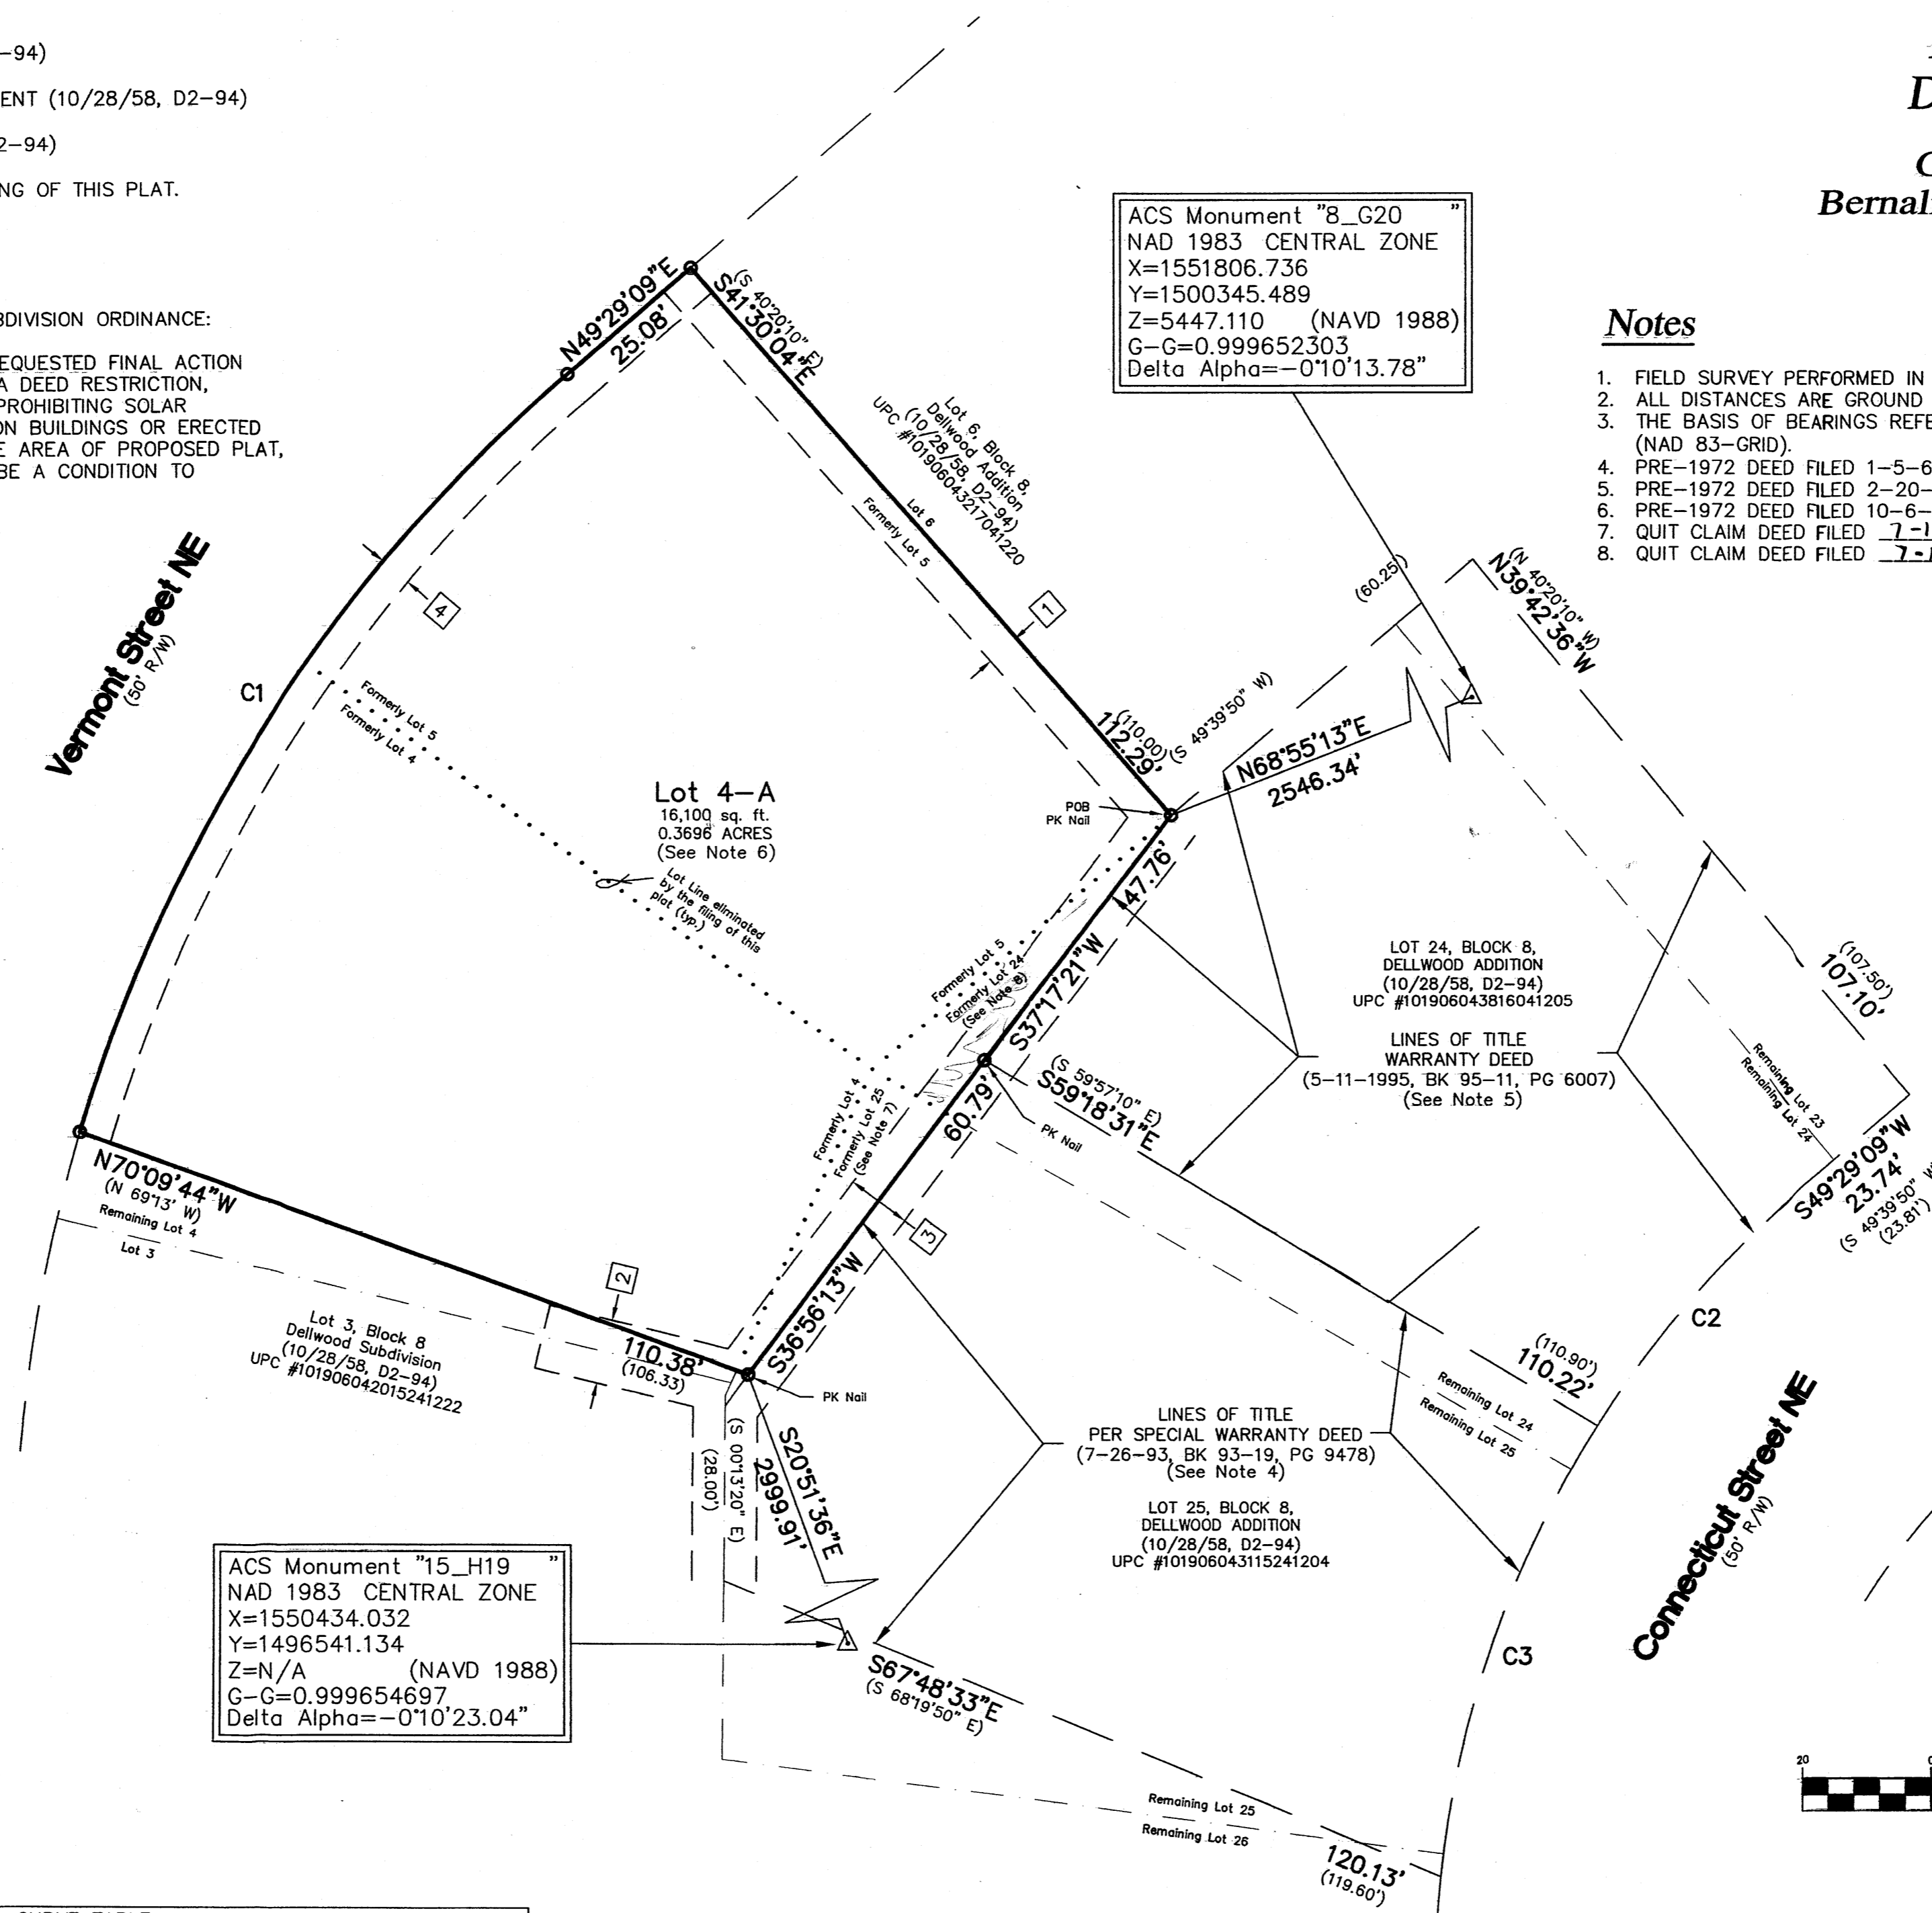 -94)
ENT (10/28/58, D2-94)
2-94)
NG OF THIS PLAT.
BDIVISION ORDINANCE:
EQUESTED FINAL ACTION
A DEED RESTRICTION,
PROHIBITING SOLAR
ON BUILDINGS OR ERECTED
E AREA OF PROPOSED PLAT,
BE A CONDITION TO
D
C
Bernali
ACS Monument "8_G20 "
NAD 1983 CENTRAL ZONE
X=1551806.736
Y=1500345.489
Z=5447.110 (NAVD 1988)
G-G=0.999652303
Delta Alpha=-0°10'13.78"
Notes
1. FIELD SURVEY PERFORMED IN
2. ALL DISTANCES ARE GROUND
3. THE BASIS OF BEARINGS REFE
(NAD 83-GRID).
4. PRE-1972 DEED FILED 1-5-6
5. PRE-1972 DEED FILED 2-20-
6. PRE-1972 DEED FILED 10-6-
7. QUIT CLAIM DEED FILED 7-1
8. QUIT CLAIM DEED FILED 7-1
N49°29'09"E
25.08'
(S 40°20'10" E)
S41°30'04"E
Lot 6, Block 8,
Dellwood Addition
(10/28/58, D2-94)
UPC #101906043217041220
Lot 6
Formerly Lot 5
1
4
Vermont Street NE
(50' R/W)
C1
Formerly Lot 5
Formerly Lot 4
(110.00)
112.29'
(S 49°39'50" W)
(60.25')
(N 40°20'10" W)
N39°42'36"W
N68°55'13"E
2546.34'
POB
PK Nail
Lot 4-A
16,100 sq. ft.
0.3696 ACRES
(See Note 6)
Lot Line eliminated
by the filing of this
plat (typ.)
47.76'
S37°17'21"W
Formerly Lot 5
Formerly Lot 24
(See Note 8)
LOT 24, BLOCK 8,
DELLWOOD ADDITION
(10/28/58, D2-94)
UPC #101906043816041205
LINES OF TITLE
WARRANTY DEED
(5-11-1995, BK 95-11, PG 6007)
(See Note 5)
(107.50')
107.10'
Remaining Lot 23
Remaining Lot 24
S49°29'09"W
23.74'
(S 49°39'50" W)
(23.81')
(S 59°57'10" E)
S59°18'31"E
PK Nail
60.79'
Formerly Lot 4
Formerly Lot 25
(See Note 7)
3
S36°56'13"W
N70°09'44"W
(N 69°13' W)
Remaining Lot 4
Lot 3
2
Lot 3, Block 8
Dellwood Subdivision
(10/28/58, D2-94)
UPC #101906042015241222
110.38'
(106.33)
PK Nail
C2
(110.90')
110.22'
Remaining Lot 24
Remaining Lot 25
(S 00°13'20" E)
(28.00')
S20°51'36"E
2999.91'
LINES OF TITLE
PER SPECIAL WARRANTY DEED
(7-26-93, BK 93-19, PG 9478)
(See Note 4)
LOT 25, BLOCK 8,
DELLWOOD ADDITION
(10/28/58, D2-94)
UPC #101906043115241204
Connecticut Street NE
(50' R/W)
ACS Monument "15_H19 "
NAD 1983 CENTRAL ZONE
X=1550434.032
Y=1496541.134
Z=N/A (NAVD 1988)
G-G=0.999654697
Delta Alpha=-0°10'23.04"
C3
S67°48'33"E
(S 68°19'50" E)
Remaining Lot 25
Remaining Lot 26
120.13'
(119.60')
20